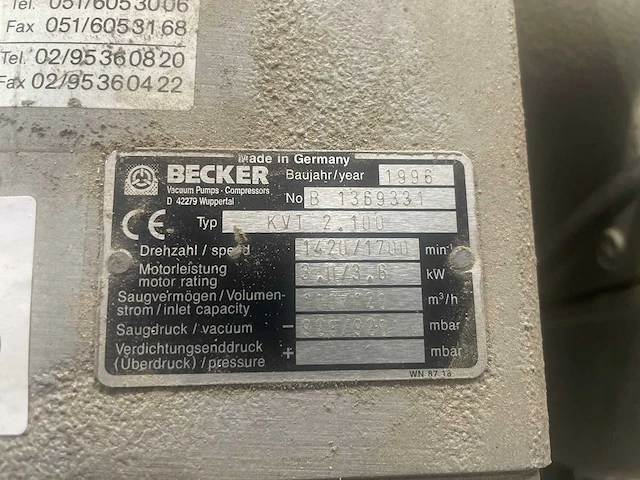 Tel. 051/6053006
Fax 051/6053168
Tel. 02/95360820
Fax 02/95360422
Made in Germany
BECKER
Vacuum Pumps · Compressors
D 42279 Wuppertal
Baujahr/year 1996
No B 1369331
CE Typ KVT 2.100
Drehzahl / speed 1420/1700 min-1
Motorleistung
motor rating 3.0/3.6 kW
Saugvermögen / Volumen-
strom / inlet capacity m³/h
Saugdruck / vacuum − mbar
Verdichtungsenddruck
(Überdruck) / pressure + mbar
WN 87.18